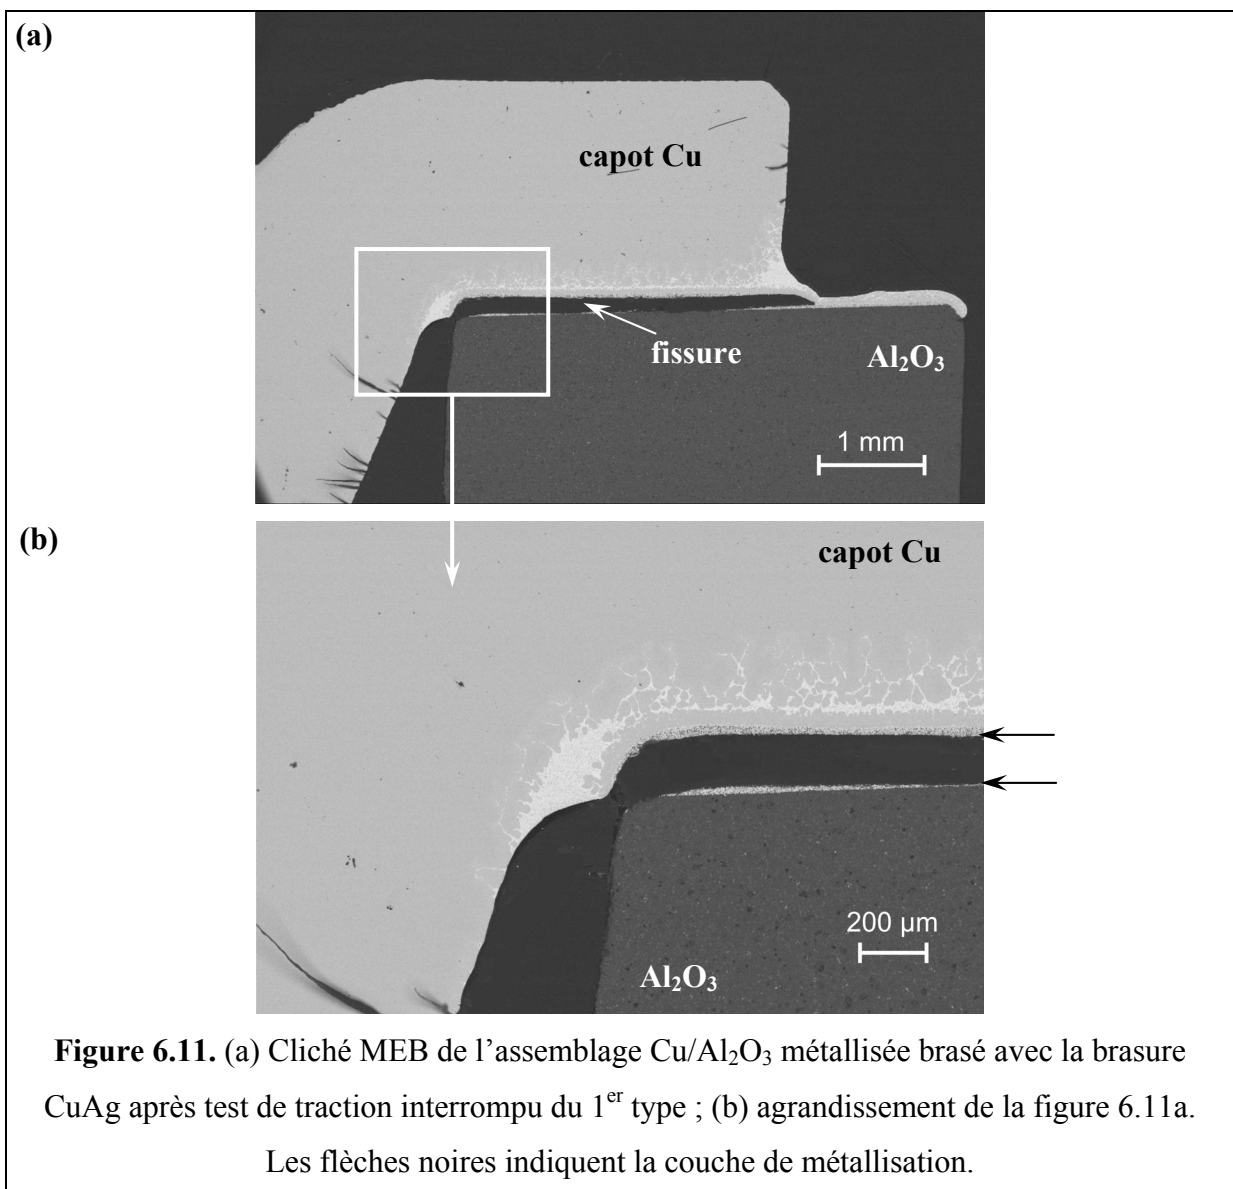 (a)
capot Cu
fissure
Al₂O₃
1 mm
(b)
capot Cu
200 µm
Al₂O₃
Figure 6.11. (a) Cliché MEB de l’assemblage Cu/Al₂O₃ métallisée brasé avec la brasure
CuAg après test de traction interrompu du 1er type ; (b) agrandissement de la figure 6.11a.
Les flèches noires indiquent la couche de métallisation.